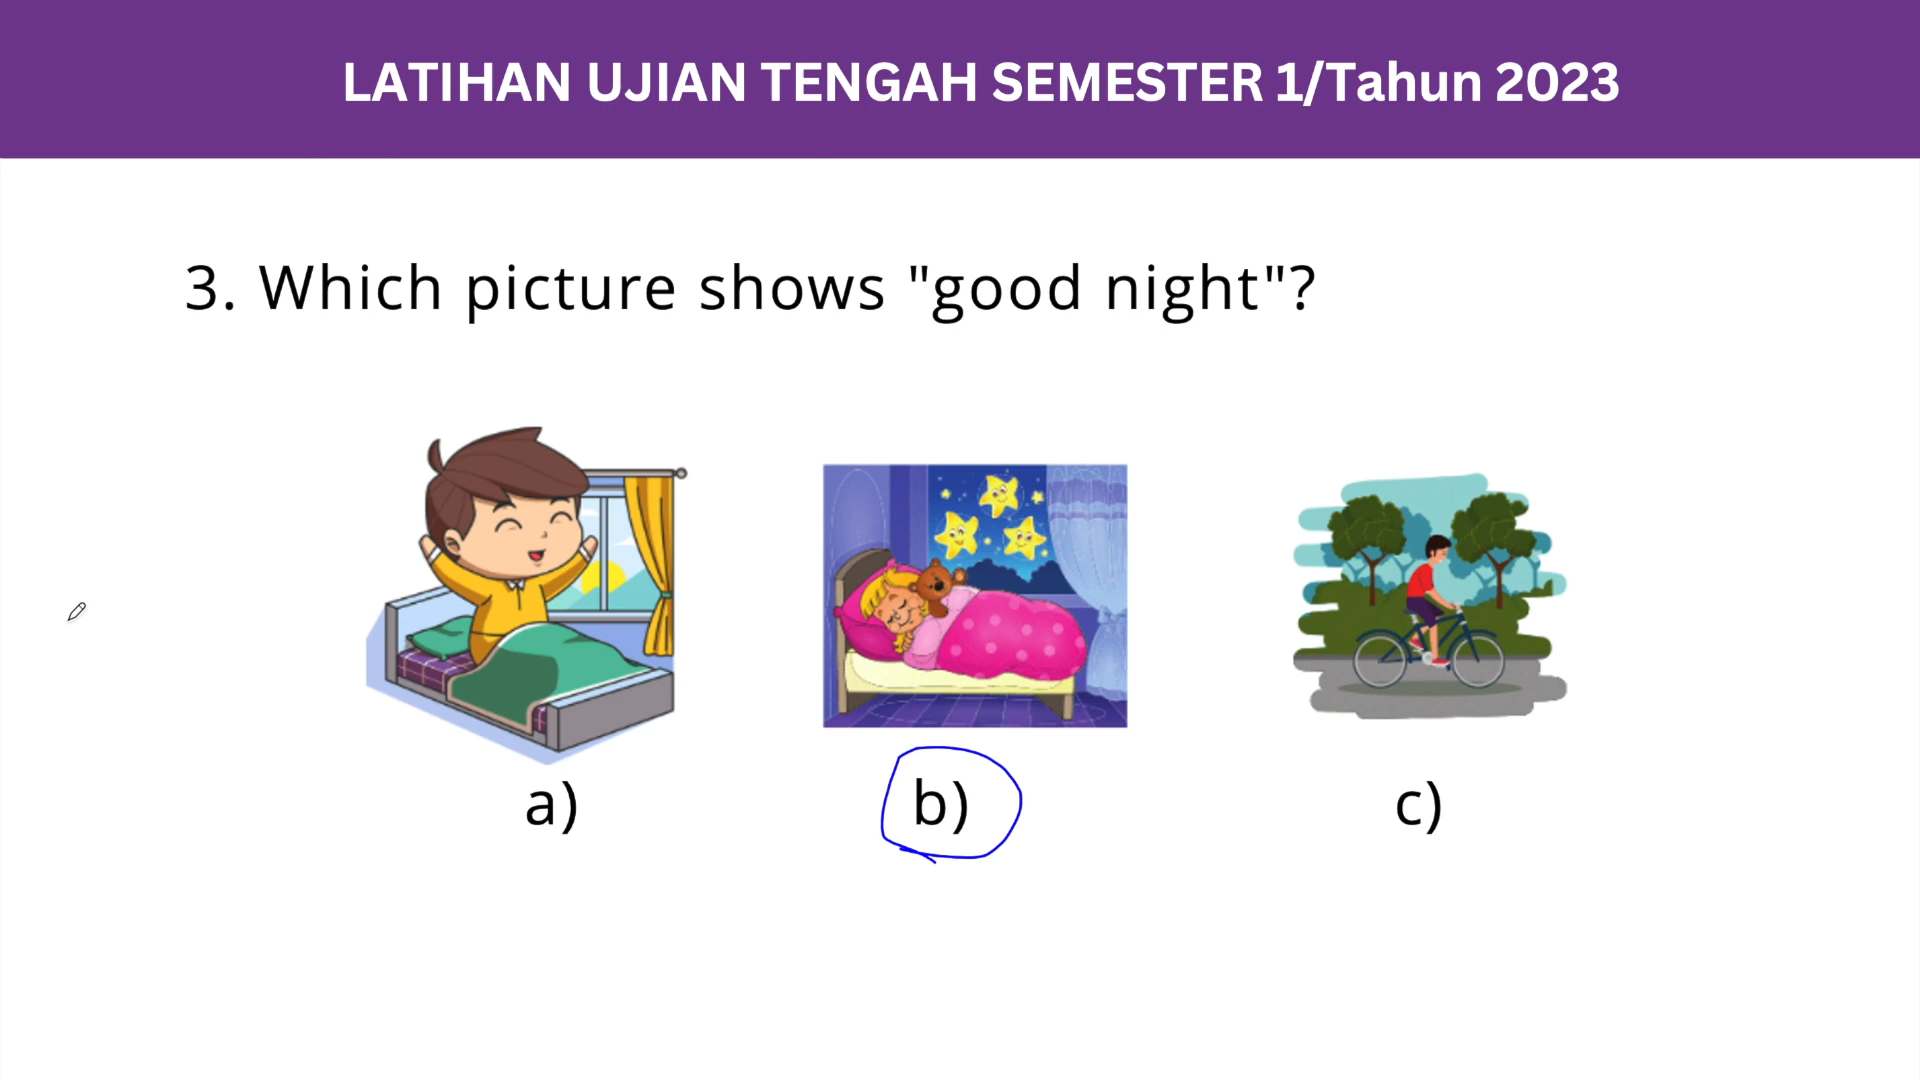 LATIHAN UJIAN TENGAH SEMESTER 1/Tahun 2023
3. Which picture shows "good night"?
a)
b)
c)